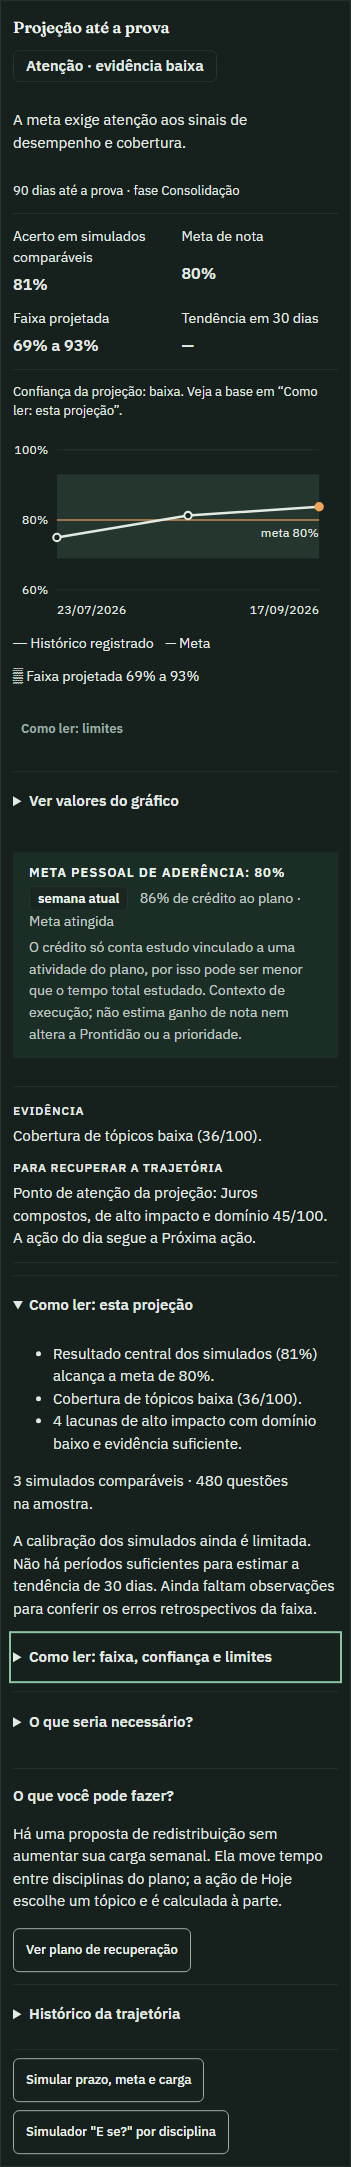 Projeção até a prova
Atenção · evidência baixa
A meta exige atenção aos sinais de
desempenho e cobertura.
90 dias até a prova · fase Consolidação
Acerto em simulados
comparáveis
81%
Meta de nota
80%
Faixa projetada
69% a 93%
Tendência em 30 dias
—
Confiança da projeção: baixa. Veja a base em “Como
ler: esta projeção”.
100%
80%
meta 80%
60%
23/07/2026
17/09/2026
— Histórico registrado
— Meta
▒ Faixa projetada 69% a 93%
Como ler: limites
▶ Ver valores do gráfico
META PESSOAL DE ADERÊNCIA: 80%
semana atual 86% de crédito ao plano ·
Meta atingida
O crédito só conta estudo vinculado a uma
atividade do plano, por isso pode ser menor
que o tempo total estudado. Contexto de
execução; não estima ganho de nota nem
altera a Prontidão ou a prioridade.
EVIDÊNCIA
Cobertura de tópicos baixa (36/100).
PARA RECUPERAR A TRAJETÓRIA
Ponto de atenção da projeção: Juros
compostos, de alto impacto e domínio 45/100.
A ação do dia segue a Próxima ação.
▼ Como ler: esta projeção
• Resultado central dos simulados (81%)
alcança a meta de 80%.
• Cobertura de tópicos baixa (36/100).
• 4 lacunas de alto impacto com domínio
baixo e evidência suficiente.
3 simulados comparáveis · 480 questões
na amostra.
A calibração dos simulados ainda é limitada.
Não há períodos suficientes para estimar a
tendência de 30 dias. Ainda faltam observações
para conferir os erros retrospectivos da faixa.
▶ Como ler: faixa, confiança e limites
▶ O que seria necessário?
O que você pode fazer?
Há uma proposta de redistribuição sem
aumentar sua carga semanal. Ela move tempo
entre disciplinas do plano; a ação de Hoje
escolhe um tópico e é calculada à parte.
Ver plano de recuperação
▶ Histórico da trajetória
Simular prazo, meta e carga
Simulador "E se?" por disciplina